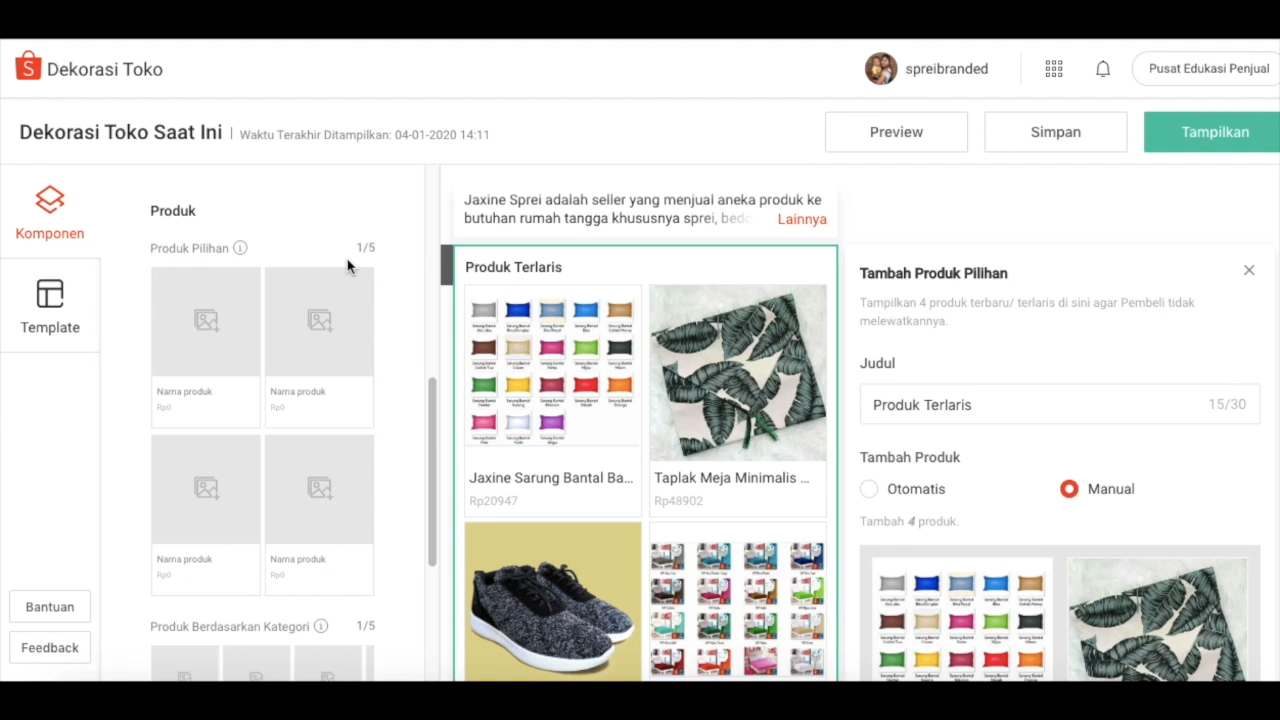 Dekorasi Toko
spreibranded
Pusat Edukasi Penjual
Dekorasi Toko Saat Ini
Waktu Terakhir Ditampilkan: 04-01-2020 14:11
Preview
Simpan
Tampilkan
Komponen
Template
Bantuan
Feedback
Produk
Produk Pilihan
1/5
Nama produk
Rp0
Nama produk
Rp0
Nama produk
Rp0
Nama produk
Rp0
Produk Berdasarkan Kategori
1/5
Jaxine Sprei adalah seller yang menjual aneka produk ke
butuhan rumah tangga khususnya sprei,
Lainnya
Produk Terlaris
Jaxine Sarung Bantal Ba...
Rp20947
Taplak Meja Minimalis ...
Rp48902
Tambah Produk Pilihan
Tampilkan 4 produk terbaru/ terlaris di sini agar Pembeli tidak
melewatkannya.
Judul
Produk Terlaris
15/30
Tambah Produk
Otomatis
Manual
Tambah 4 produk.